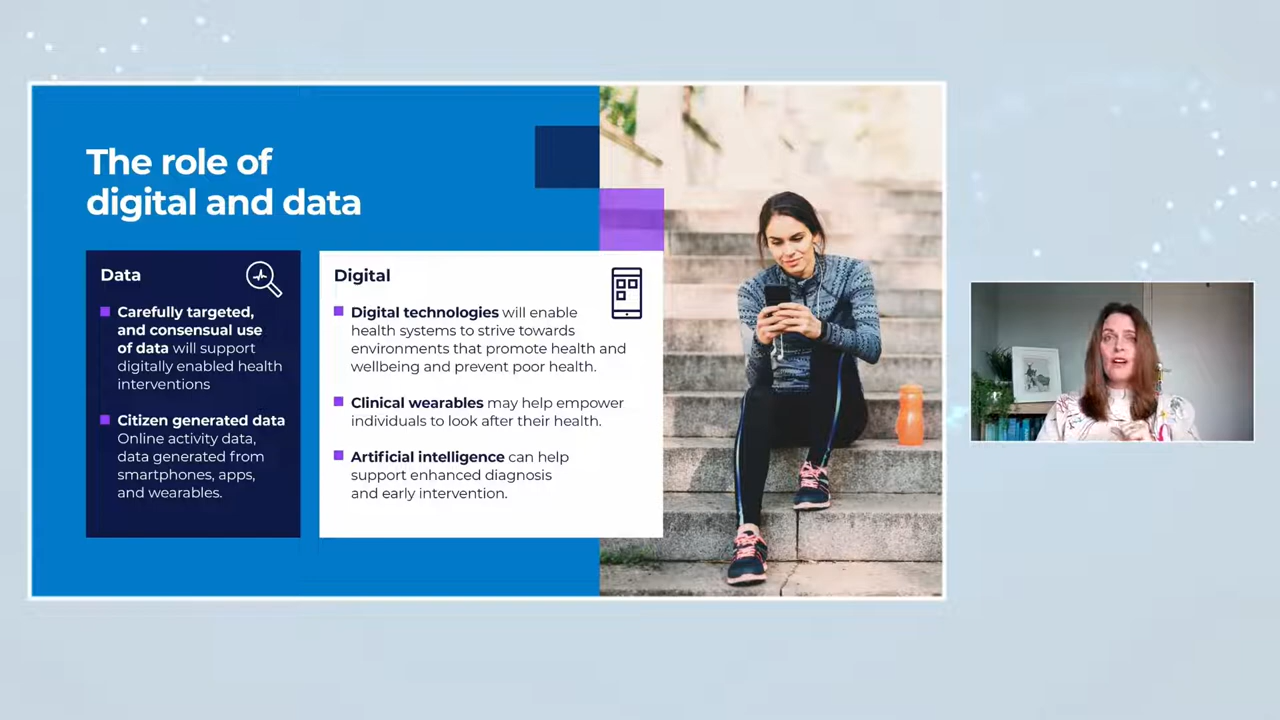 The role of
digital and data
Data
Carefully targeted,
and consensual use
of data will support
digitally enabled health
interventions
Citizen generated data
Online activity data,
data generated from
smartphones, apps,
and wearables.
Digital
Digital technologies will enable
health systems to strive towards
environments that promote health and
wellbeing and prevent poor health.
Clinical wearables may help empower
individuals to look after their health.
Artificial intelligence can help
support enhanced diagnosis
and early intervention.